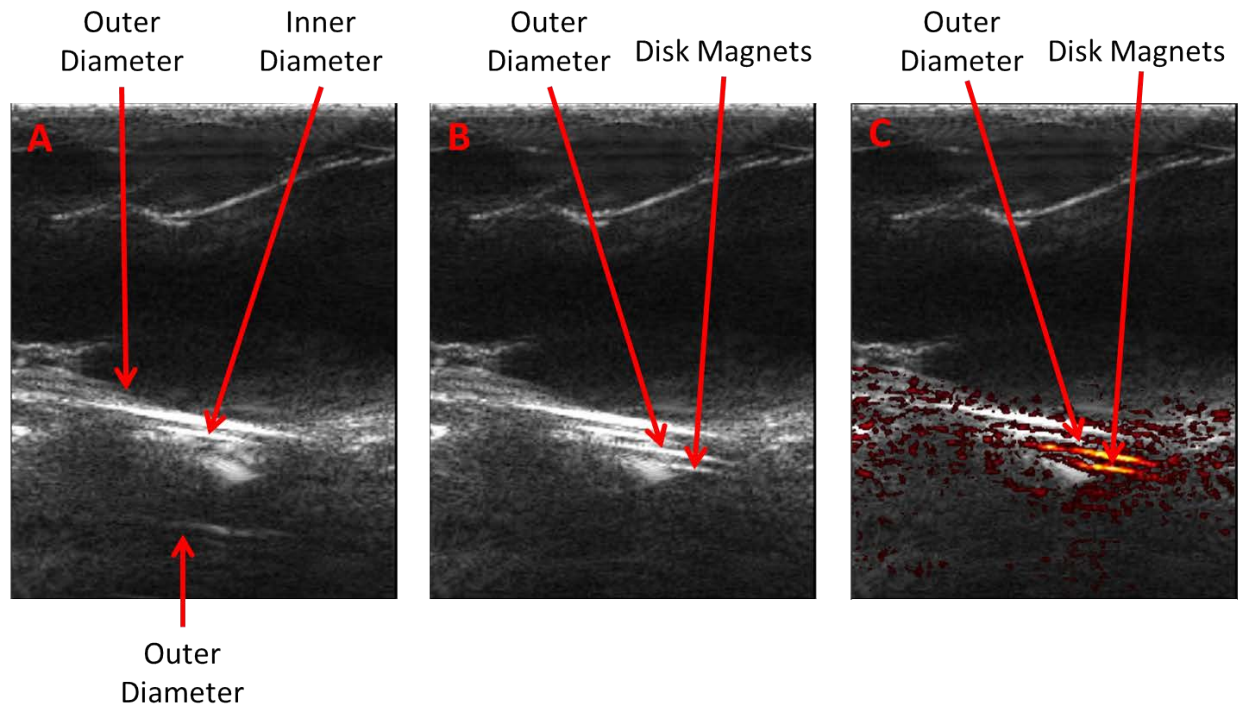 Outer
Diameter
Inner
Diameter
Outer
Diameter
Disk Magnets
Outer
Diameter
Disk Magnets
A
B
C
Outer
Diameter